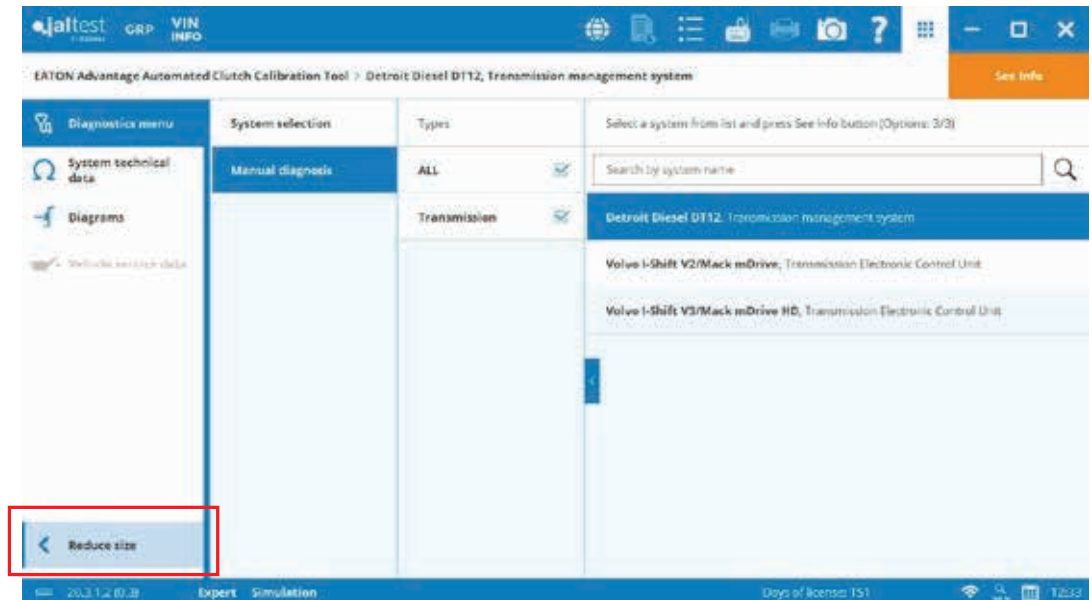 jaltest GRP VIN INFO
EATON Advantage Automated Clutch Calibration Tool > Detroit Diesel DT12, Transmission management system
See Info
Diagnostics menu
System technical data
Diagrams
Vehicle service data
Reduce size
System selection
Manual diagnosis
Types
ALL
Transmission
Select a system from list and press See info button (Options: 3/3)
Search by system name
Detroit Diesel DT12, Transmission management system
Volvo I-Shift V2/Mack mDrive, Transmission Electronic Control Unit
Volvo I-Shift V3/Mack mDrive HD, Transmission Electronic Control Unit
Expert Simulation
Days of license: 151
12:33